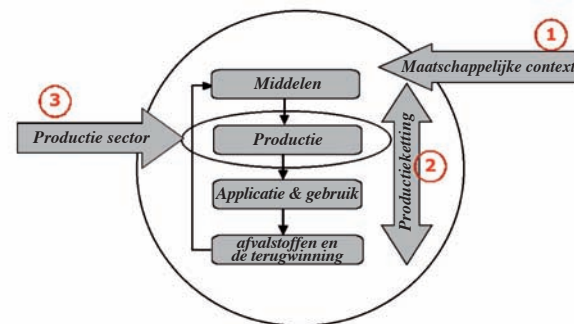 1
Maatschappelijke context
Middelen
3
Productie sector
Productie
2
Productieketting
Applicatie & gebruik
afvalstoffen en
de terugwinning